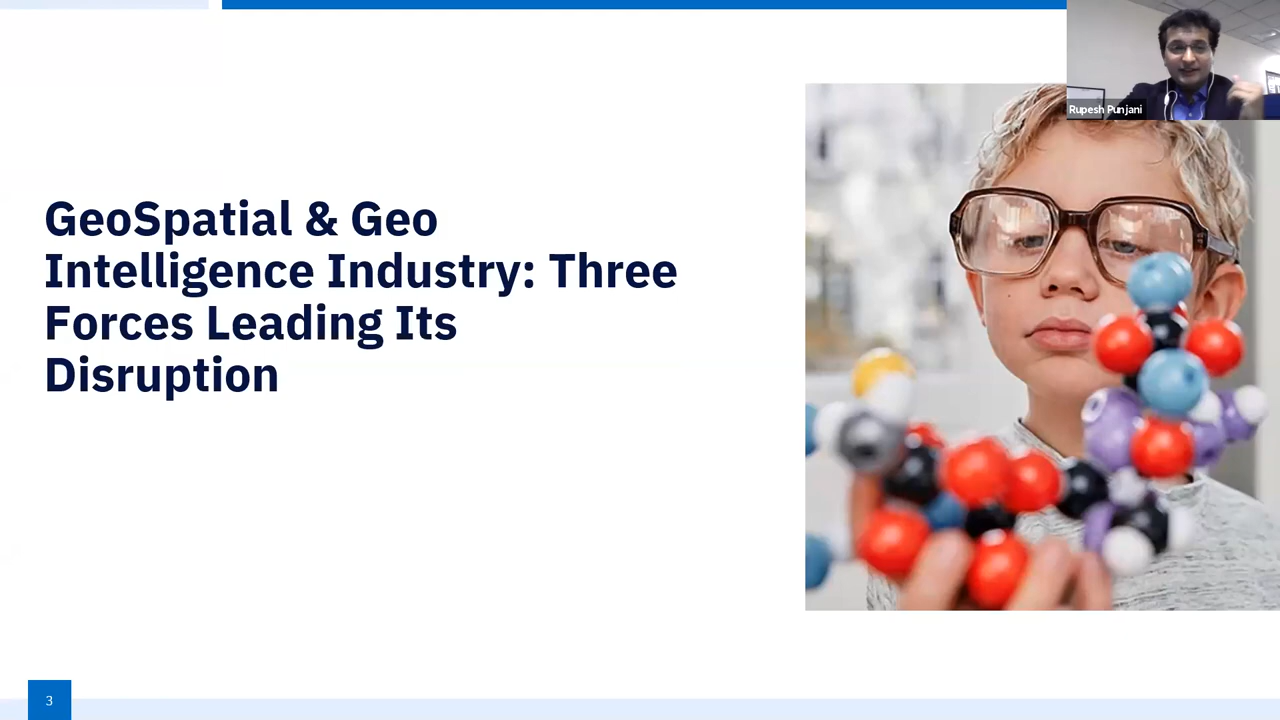 Rupesh Punjani
GeoSpatial & Geo
Intelligence Industry: Three
Forces Leading Its
Disruption
3